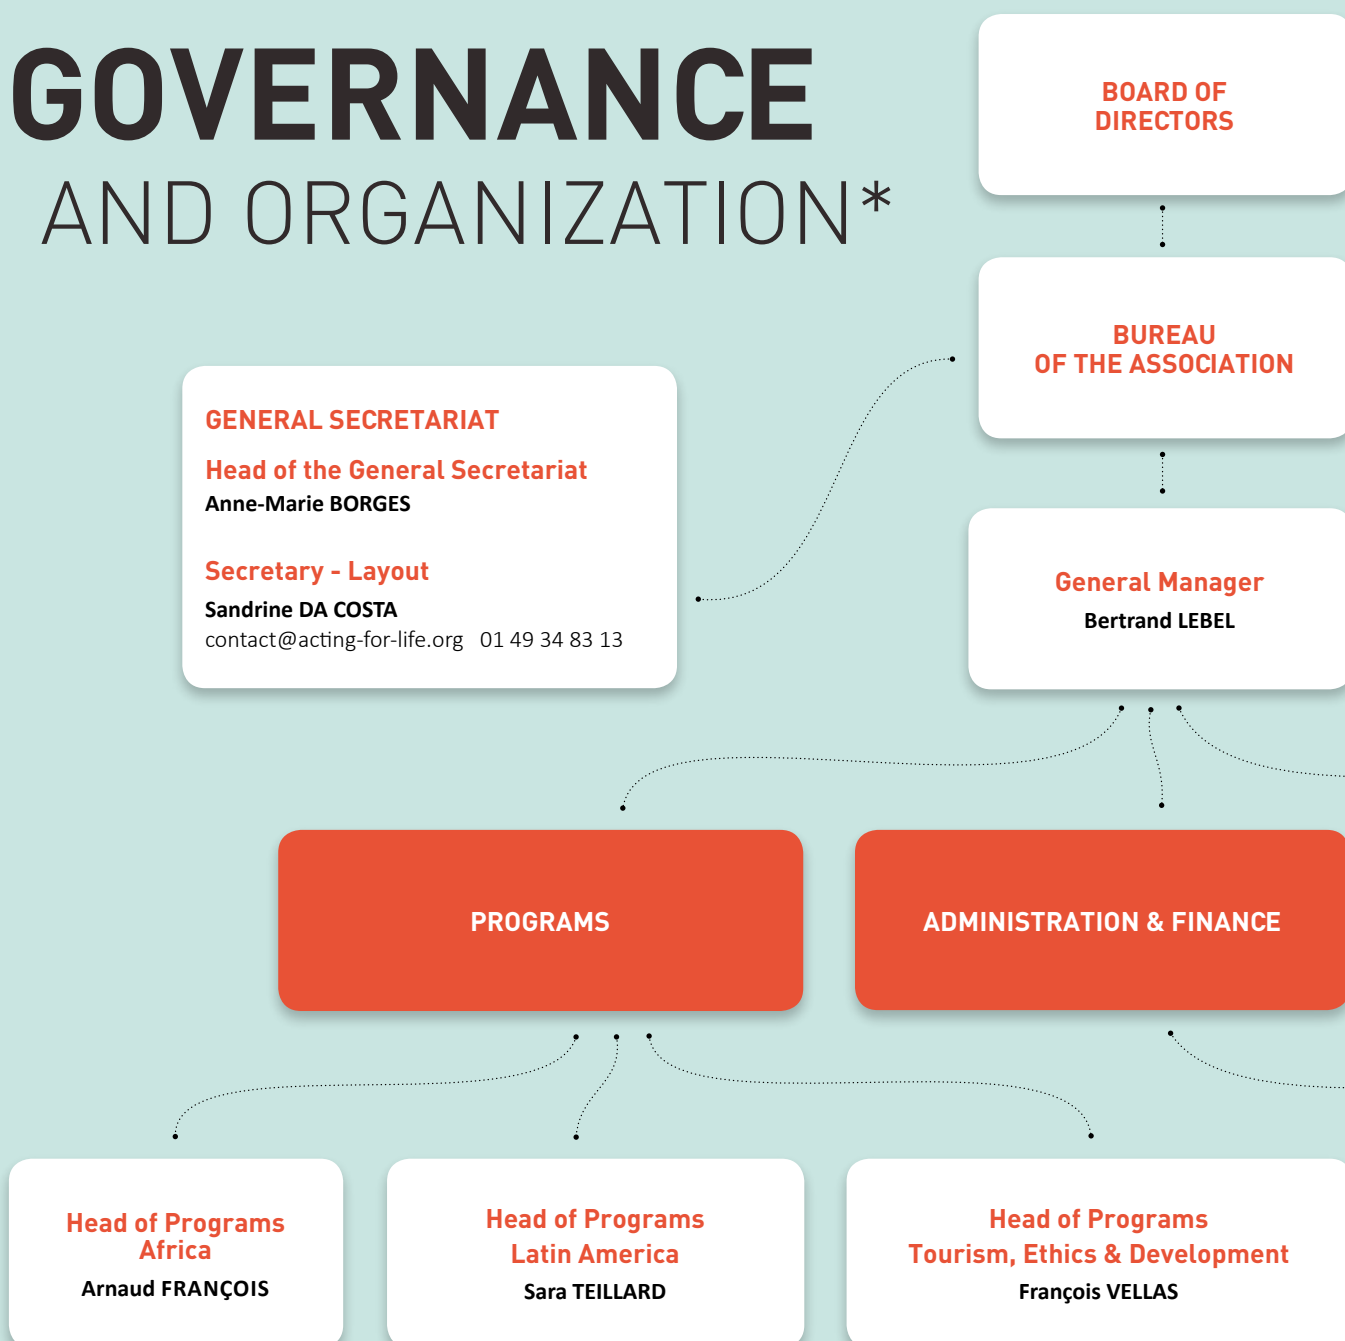 GOVERNANCE
AND ORGANIZATION*
BOARD OF
DIRECTORS
BUREAU
OF THE ASSOCIATION
GENERAL SECRETARIAT
Head of the General Secretariat
Anne-Marie BORGES
Secretary - Layout
Sandrine DA COSTA
contact@acting-for-life.org 01 49 34 83 13
General Manager
Bertrand LEBEL
PROGRAMS
ADMINISTRATION & FINANCE
Head of Programs
Africa
Arnaud FRANÇOIS
Head of Programs
Latin America
Sara TEILLARD
Head of Programs
Tourism, Ethics & Development
François VELLAS